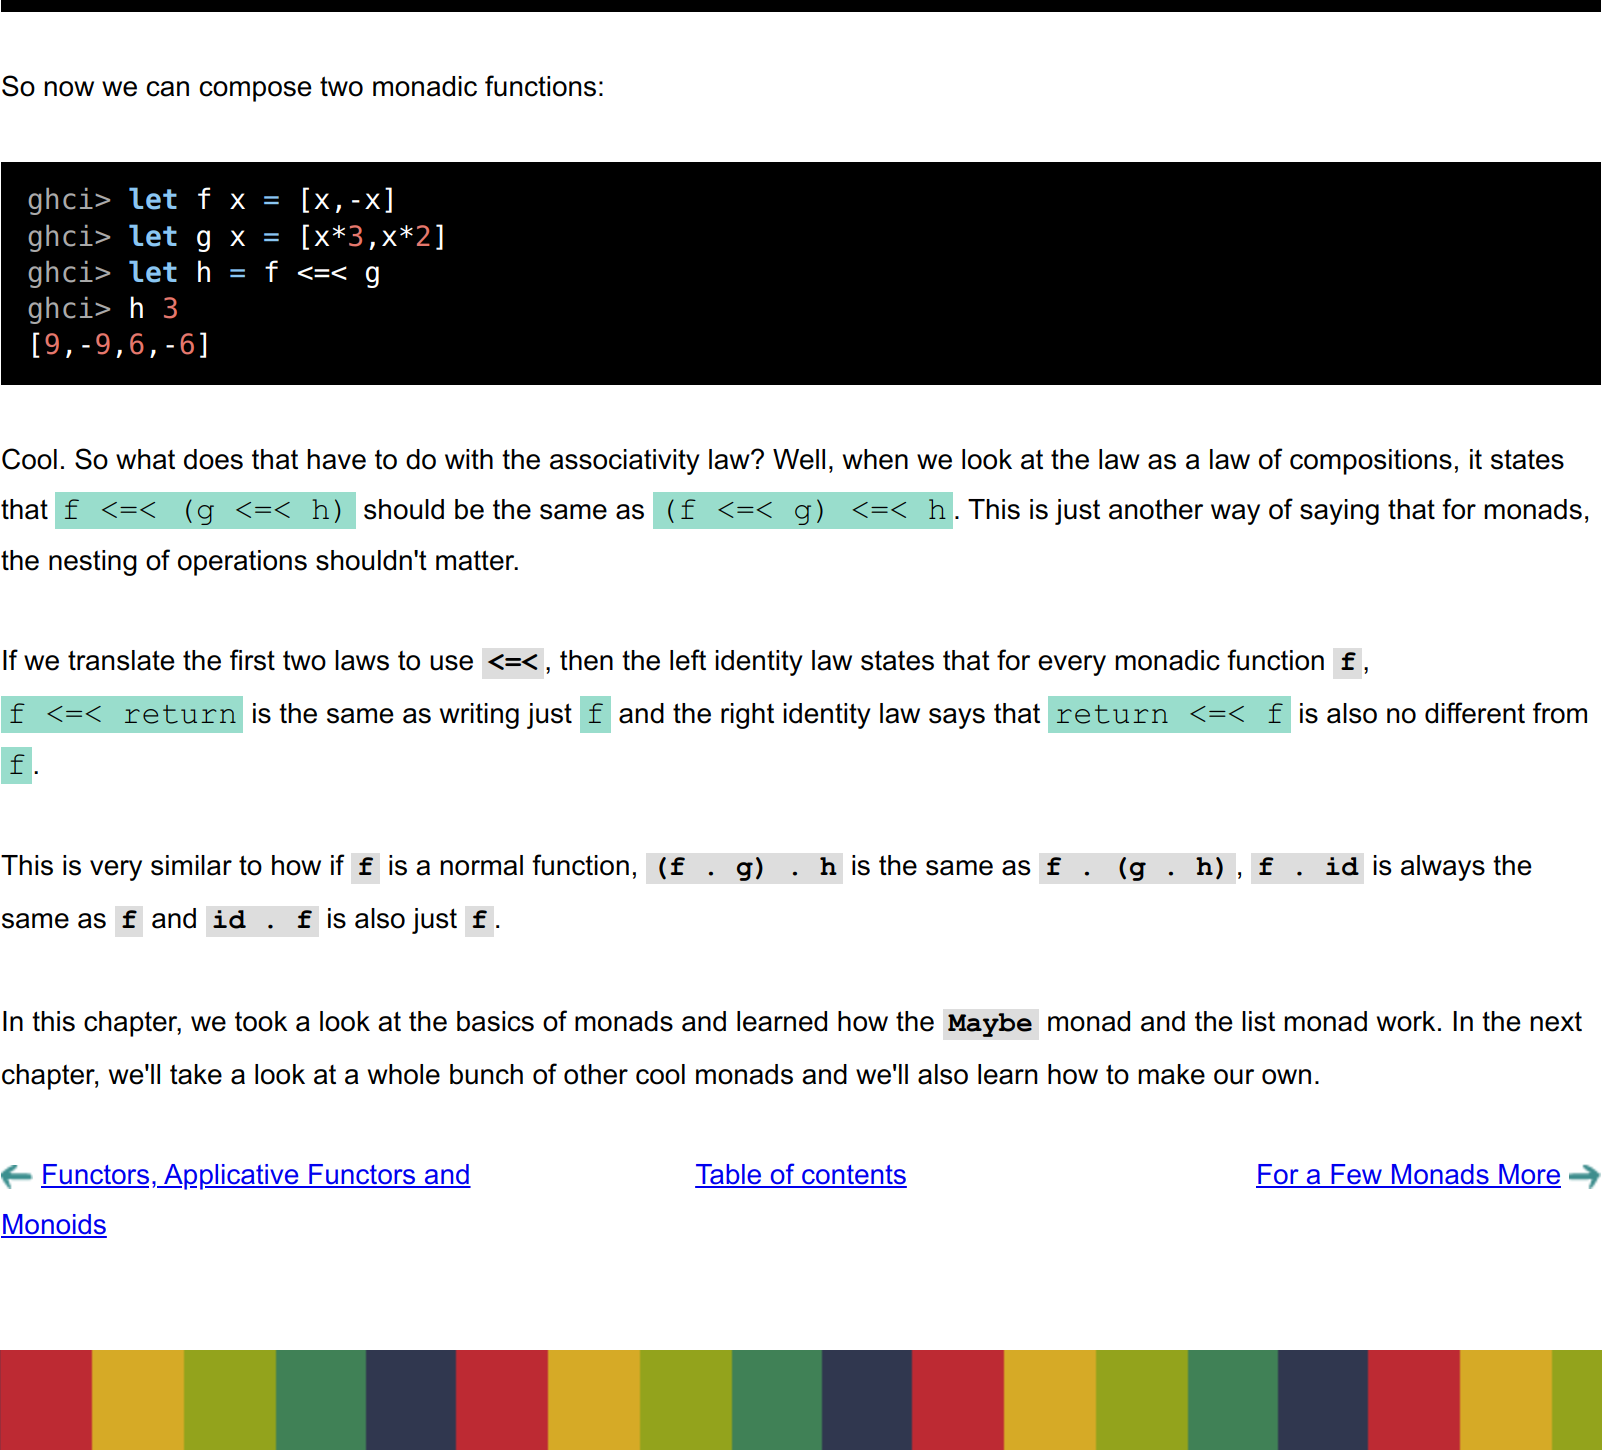 So now we can compose two monadic functions:
ghci> let f x = [x,-x]
ghci> let g x = [x*3,x*2]
ghci> let h = f <=< g
ghci> h 3
[9,-9,6,-6]
Cool. So what does that have to do with the associativity law? Well, when we look at the law as a law of compositions, it states
that f <=< (g <=< h) should be the same as (f <=< g) <=< h. This is just another way of saying that for monads,
the nesting of operations shouldn't matter.
If we translate the first two laws to use <=<, then the left identity law states that for every monadic function f,
f <=< return is the same as writing just f and the right identity law says that return <=< f is also no different from
f.
This is very similar to how if f is a normal function, (f . g) . h is the same as f . (g . h), f . id is always the
same as f and id . f is also just f.
In this chapter, we took a look at the basics of monads and learned how the Maybe monad and the list monad work. In the next
chapter, we'll take a look at a whole bunch of other cool monads and we'll also learn how to make our own.
Functors, Applicative Functors and Monoids
Table of contents
For a Few Monads More